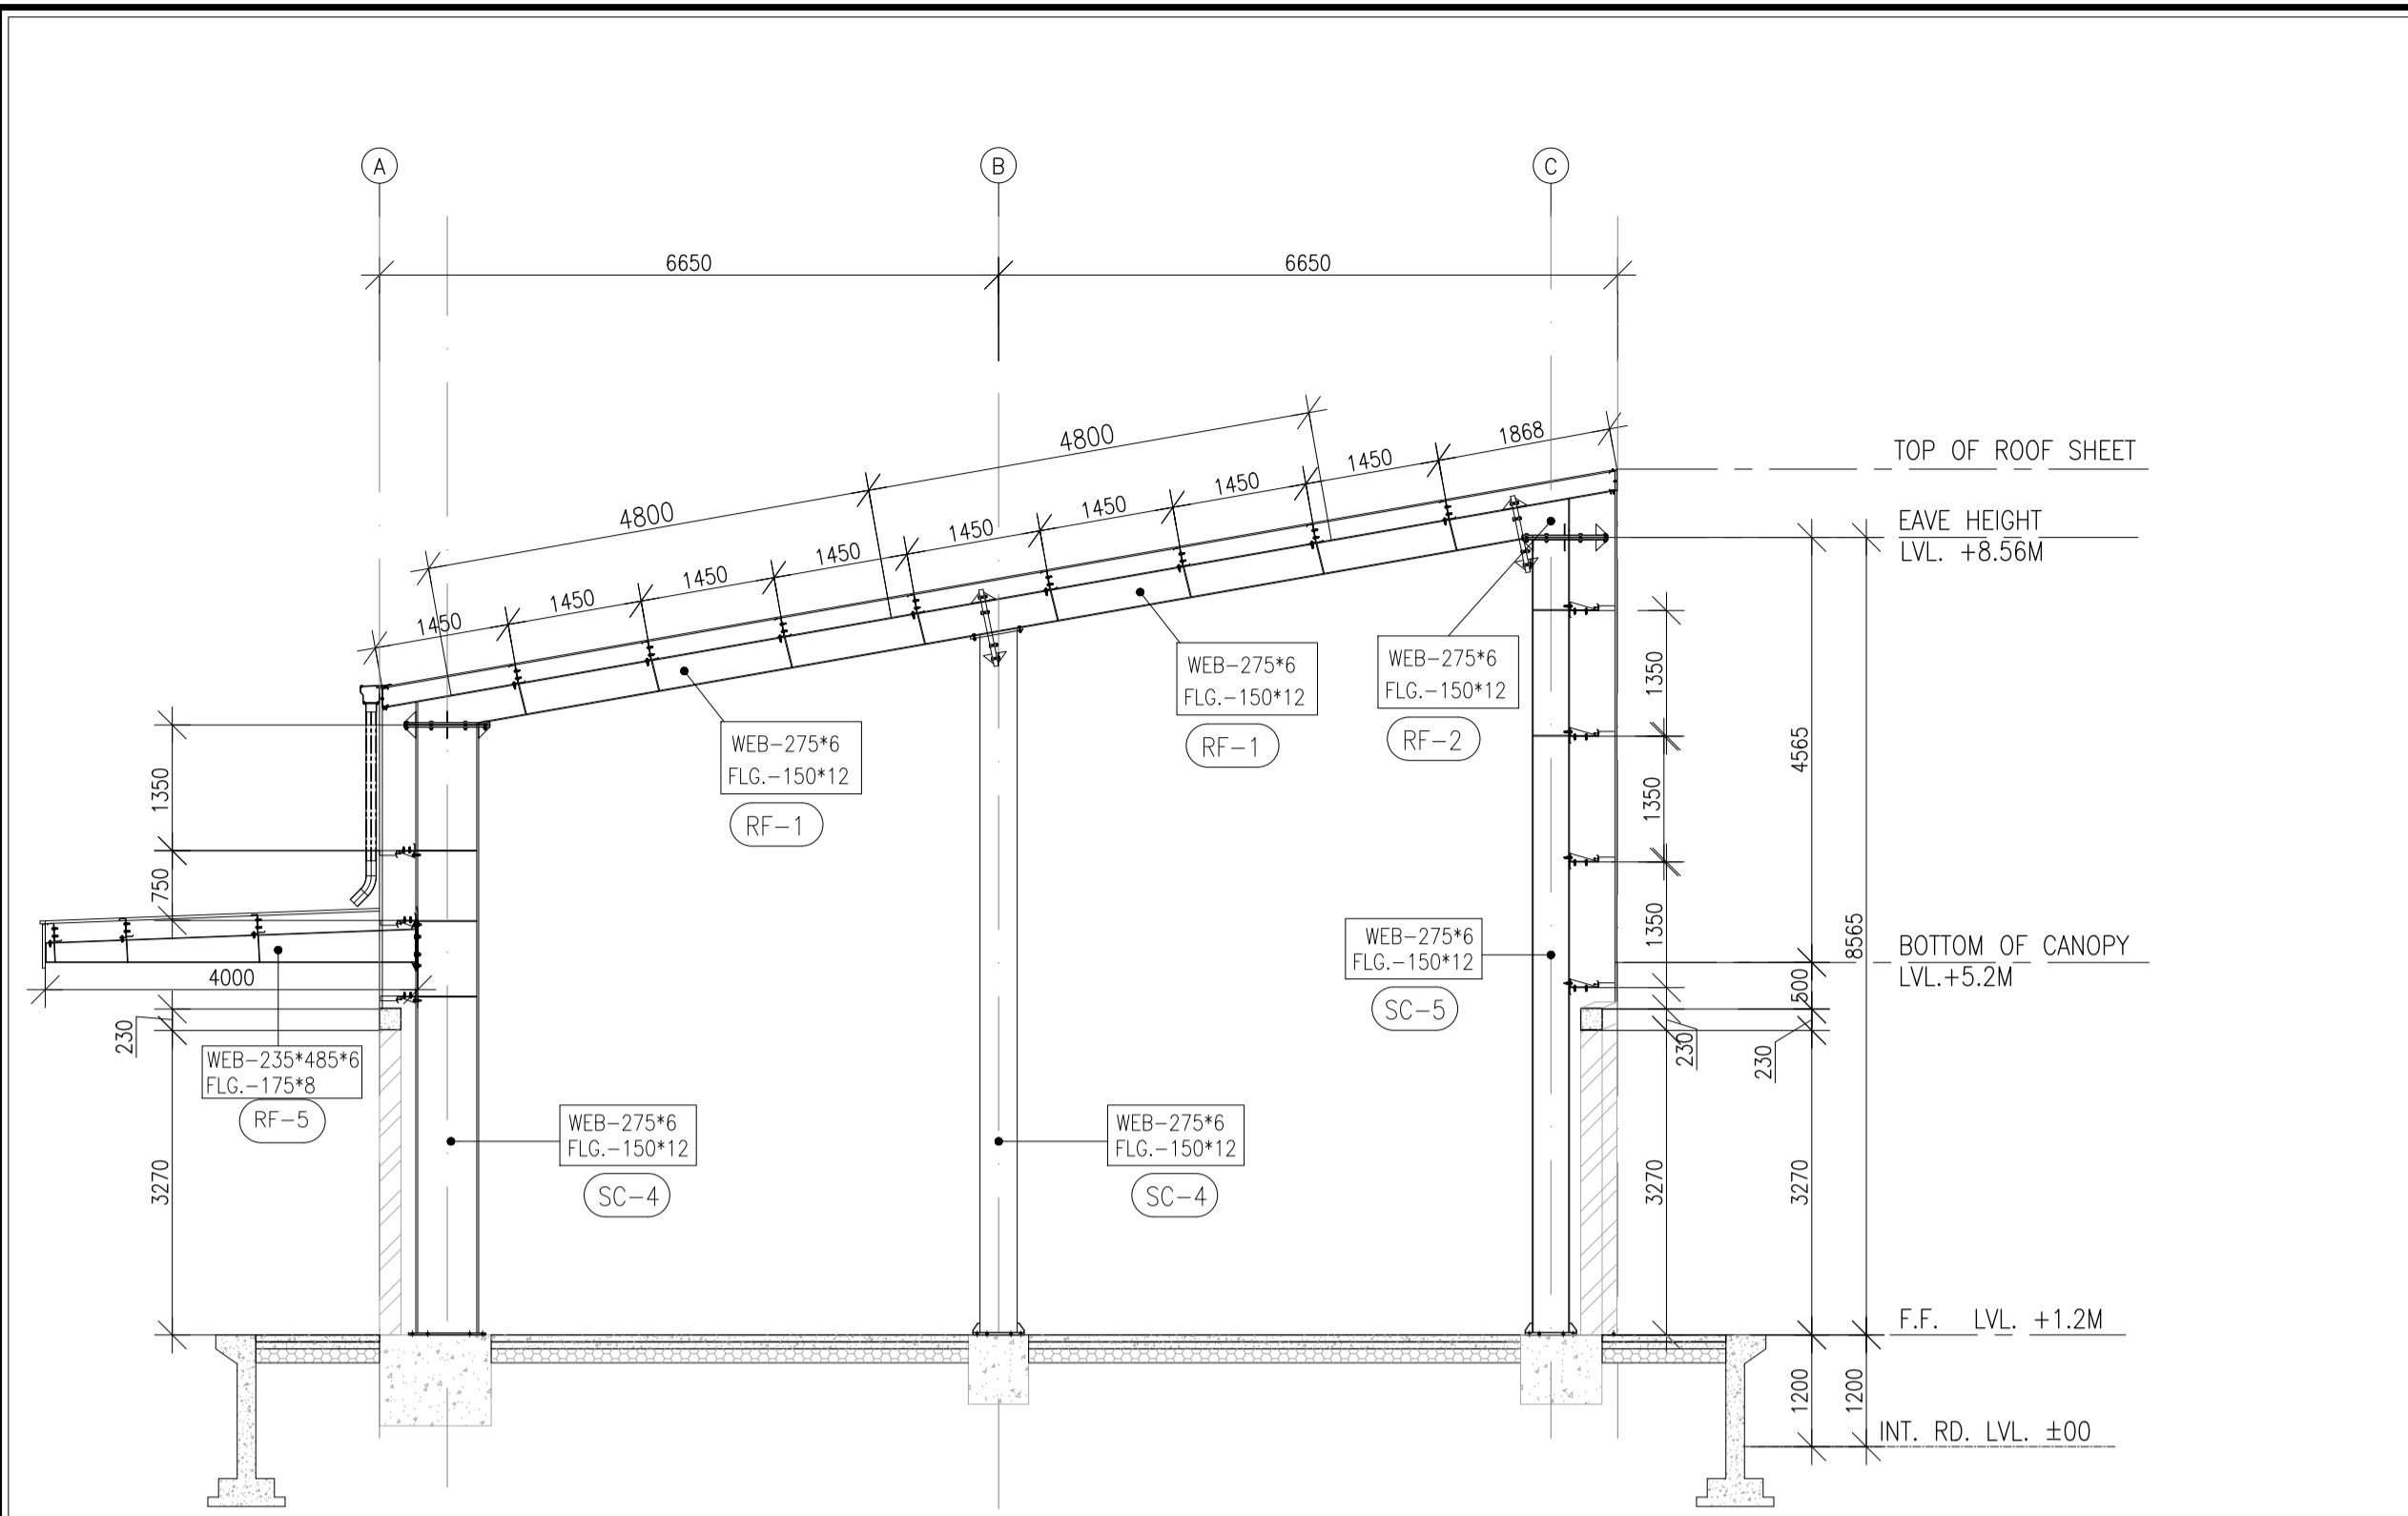 A
B
C
6650
6650
4800
4800
1450
1450
1450
1450
1450
1450
1450
1450
1868
TOP OF ROOF SHEET
EAVE HEIGHT
LVL. +8.56M
WEB-275*6
FLG.-150*12
RF-1
WEB-275*6
FLG.-150*12
RF-1
WEB-275*6
FLG.-150*12
RF-2
1350
750
4000
230
3270
WEB-235*485*6
FLG.-175*8
RF-5
WEB-275*6
FLG.-150*12
SC-4
WEB-275*6
FLG.-150*12
SC-4
WEB-275*6
FLG.-150*12
SC-5
1350
1350
1350
230
3270
4565
500
230
3270
8565
BOTTOM OF CANOPY
LVL.+5.2M
F.F. LVL. +1.2M
1200
1200
INT. RD. LVL. ±00